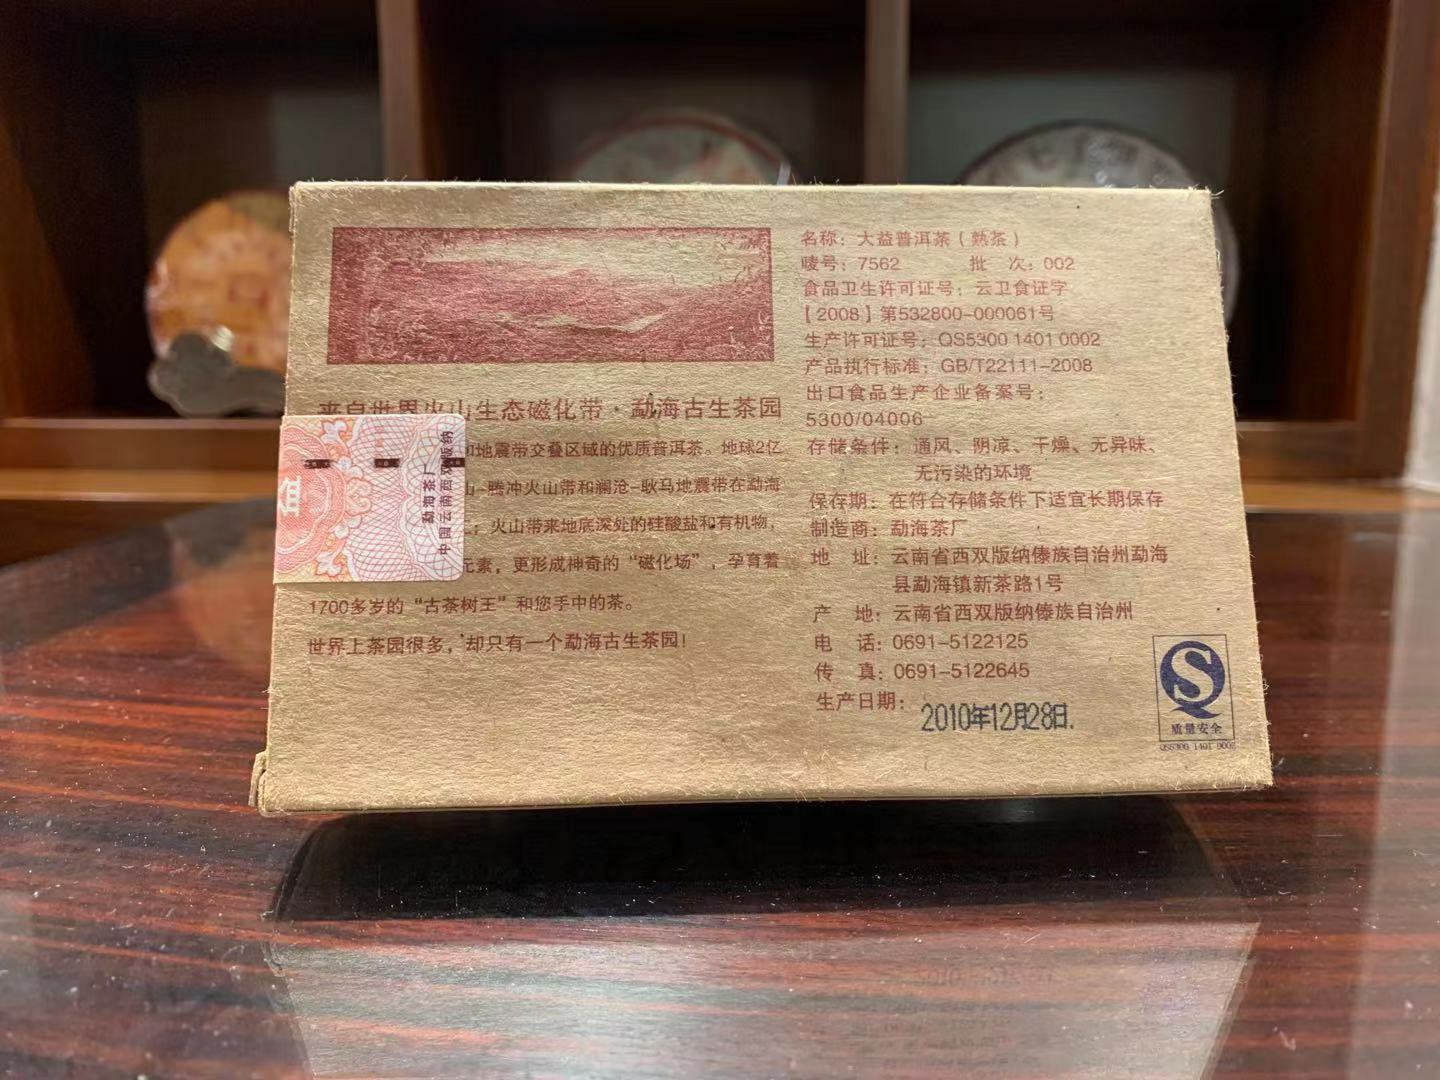 来自世界火山生态磁化带·勐海古生茶园
和地震带交叠区域的优质普洱茶。地球2亿
山-腾冲火山带和澜沧-耿马地震带在勐海
，火山带来地底深处的硅酸盐和有机物，
元素，更形成神奇的“磁化场”，孕育着
1700多岁的“古茶树王”和您手中的茶。
世界上茶园很多，却只有一个勐海古生茶园！
益
勐海茶厂
中国云南西双版纳
名称：大益普洱茶（熟茶）
唛号：7562 批 次：002
食品卫生许可证号：云卫食证字
【2008】第532800-000061号
生产许可证号：QS5300 1401 0002
产品执行标准：GB/T22111-2008
出口食品生产企业备案号：
5300/04006
存储条件：通风、阴凉、干燥、无异味、
无污染的环境
保存期：在符合存储条件下适宜长期保存
制造商：勐海茶厂
地 址：云南省西双版纳傣族自治州勐海
县勐海镇新茶路1号
产 地：云南省西双版纳傣族自治州
电 话：0691-5122125
传 真：0691-5122645
生产日期：
2010年12月28日.
质量安全
QS5300 1401 0002